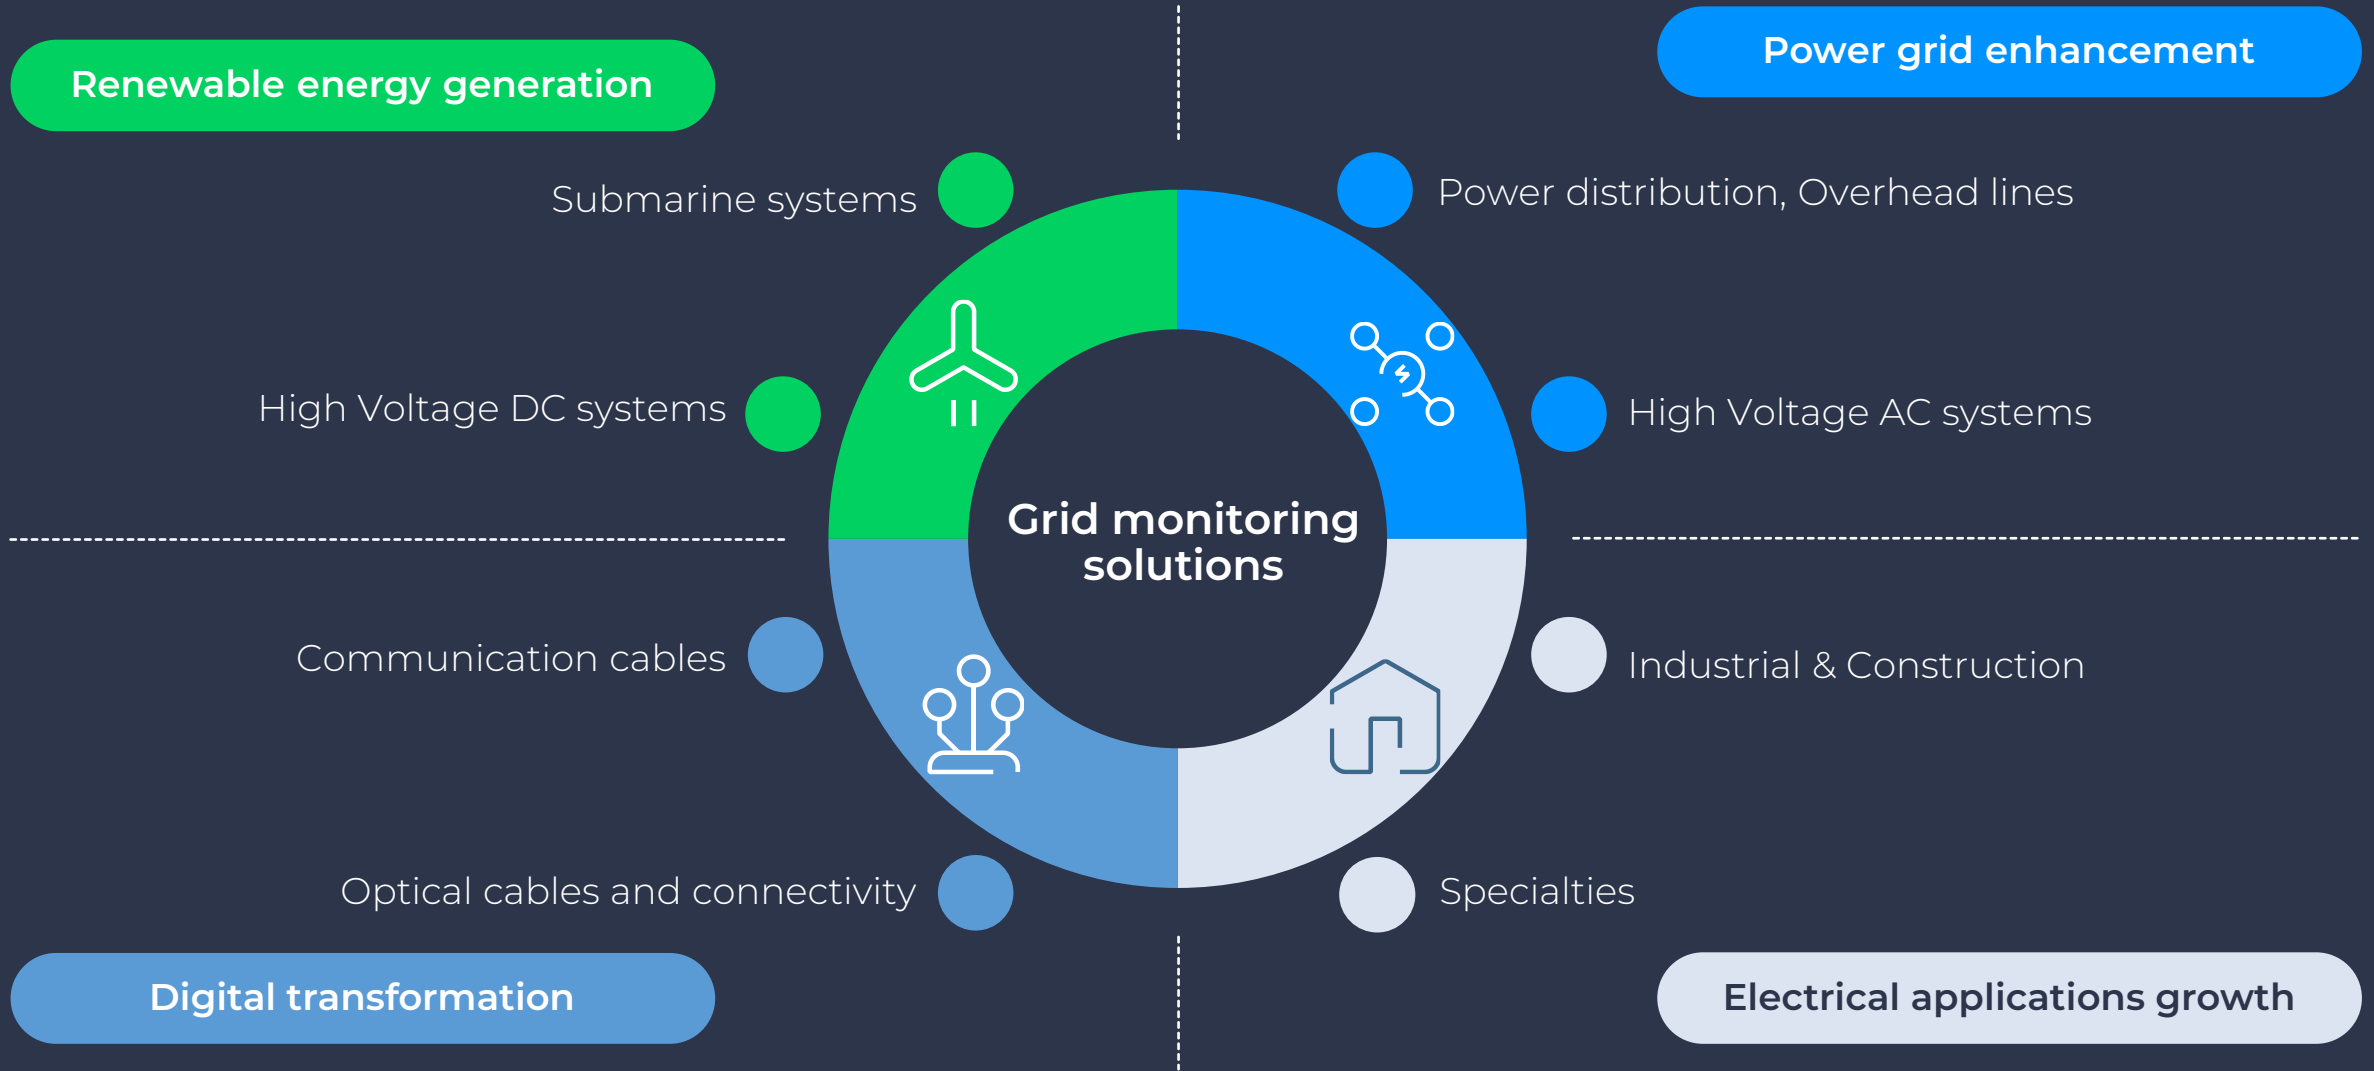 Renewable energy generation
Power grid enhancement
Submarine systems
Power distribution, Overhead lines
High Voltage DC systems
High Voltage AC systems
Grid monitoring
solutions
Communication cables
Industrial & Construction
Optical cables and connectivity
Specialties
Digital transformation
Electrical applications growth